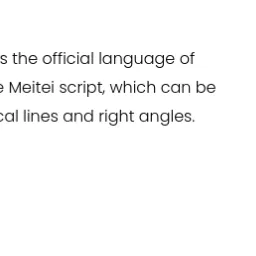 s the official language of
e Meitei script, which can be
cal lines and right angles.